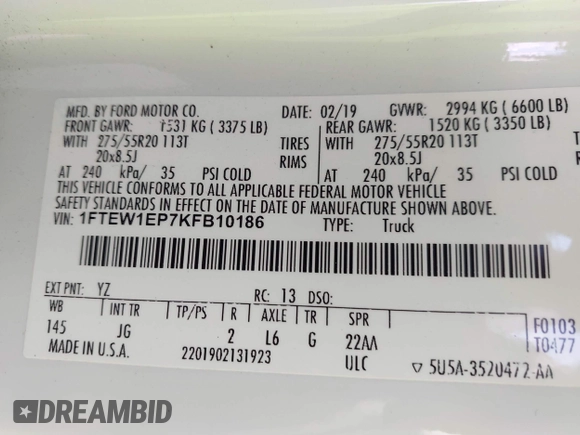 MFD. BY FORD MOTOR CO. DATE: 02/19 GVWR: 2994 KG ( 6600 LB)
FRONT GAWR: 1531 KG ( 3375 LB) REAR GAWR: 1520 KG ( 3350 LB)
WITH 275/55R20 113T TIRES WITH 275/55R20 113T
20x8.5J RIMS 20x8.5J
AT 240 kPa/ 35 PSI COLD AT 240 kPa/ 35 PSI COLD
THIS VEHICLE CONFORMS TO ALL APPLICABLE FEDERAL MOTOR VEHICLE
SAFETY STANDARDS IN EFFECT ON THE DATE OF MANUFACTURE SHOWN ABOVE.
VIN: 1FTEW1EP7KFB10186 TYPE: Truck
EXT PNT: YZ RC: 13 DSO:
WB INT TR TP/PS R AXLE TR SPR F0103
145 JG 2 L6 G 22AA T0477
MADE IN U.S.A. 2201902131923 ULC ▽ 5U5A-3520472-AA
DREAMBID